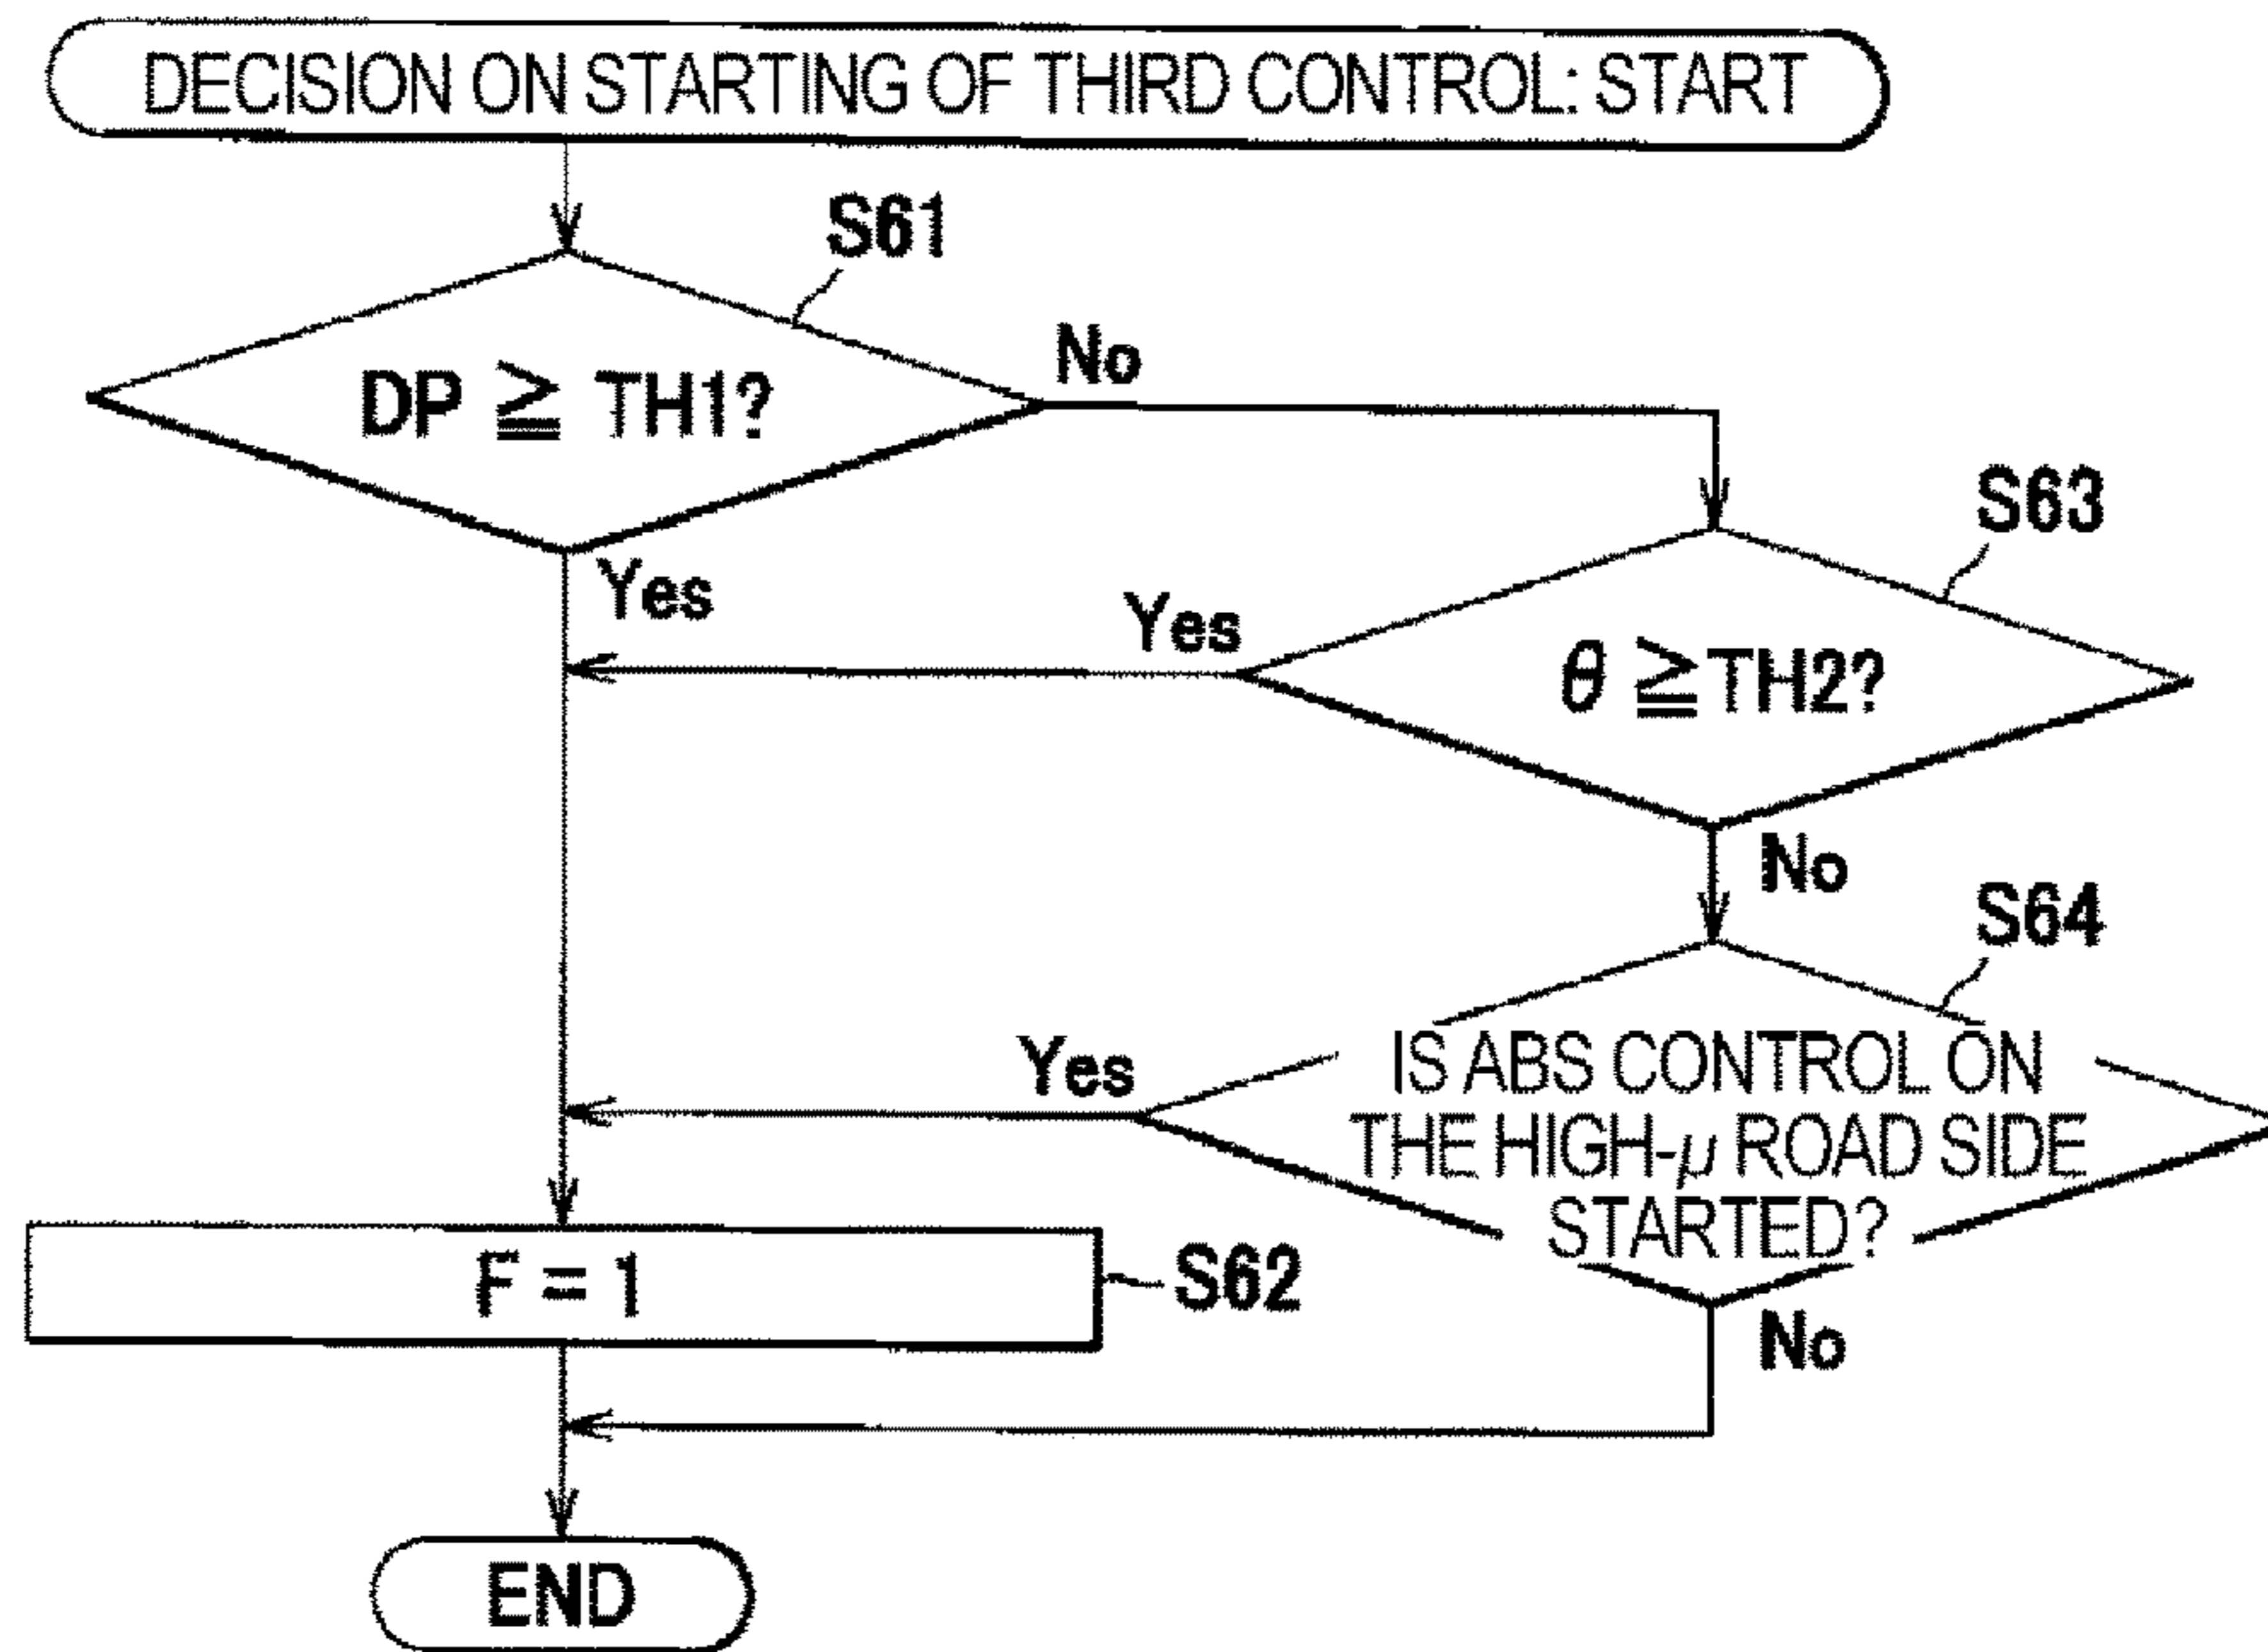 DECISION ON STARTING OF THIRD CONTROL: START
S61
DP ≧ TH1?
No
Yes
S63
θ ≧ TH2?
Yes
No
S64
IS ABS CONTROL ON
THE HIGH-μ ROAD SIDE
STARTED?
Yes
No
F = 1
S62
END